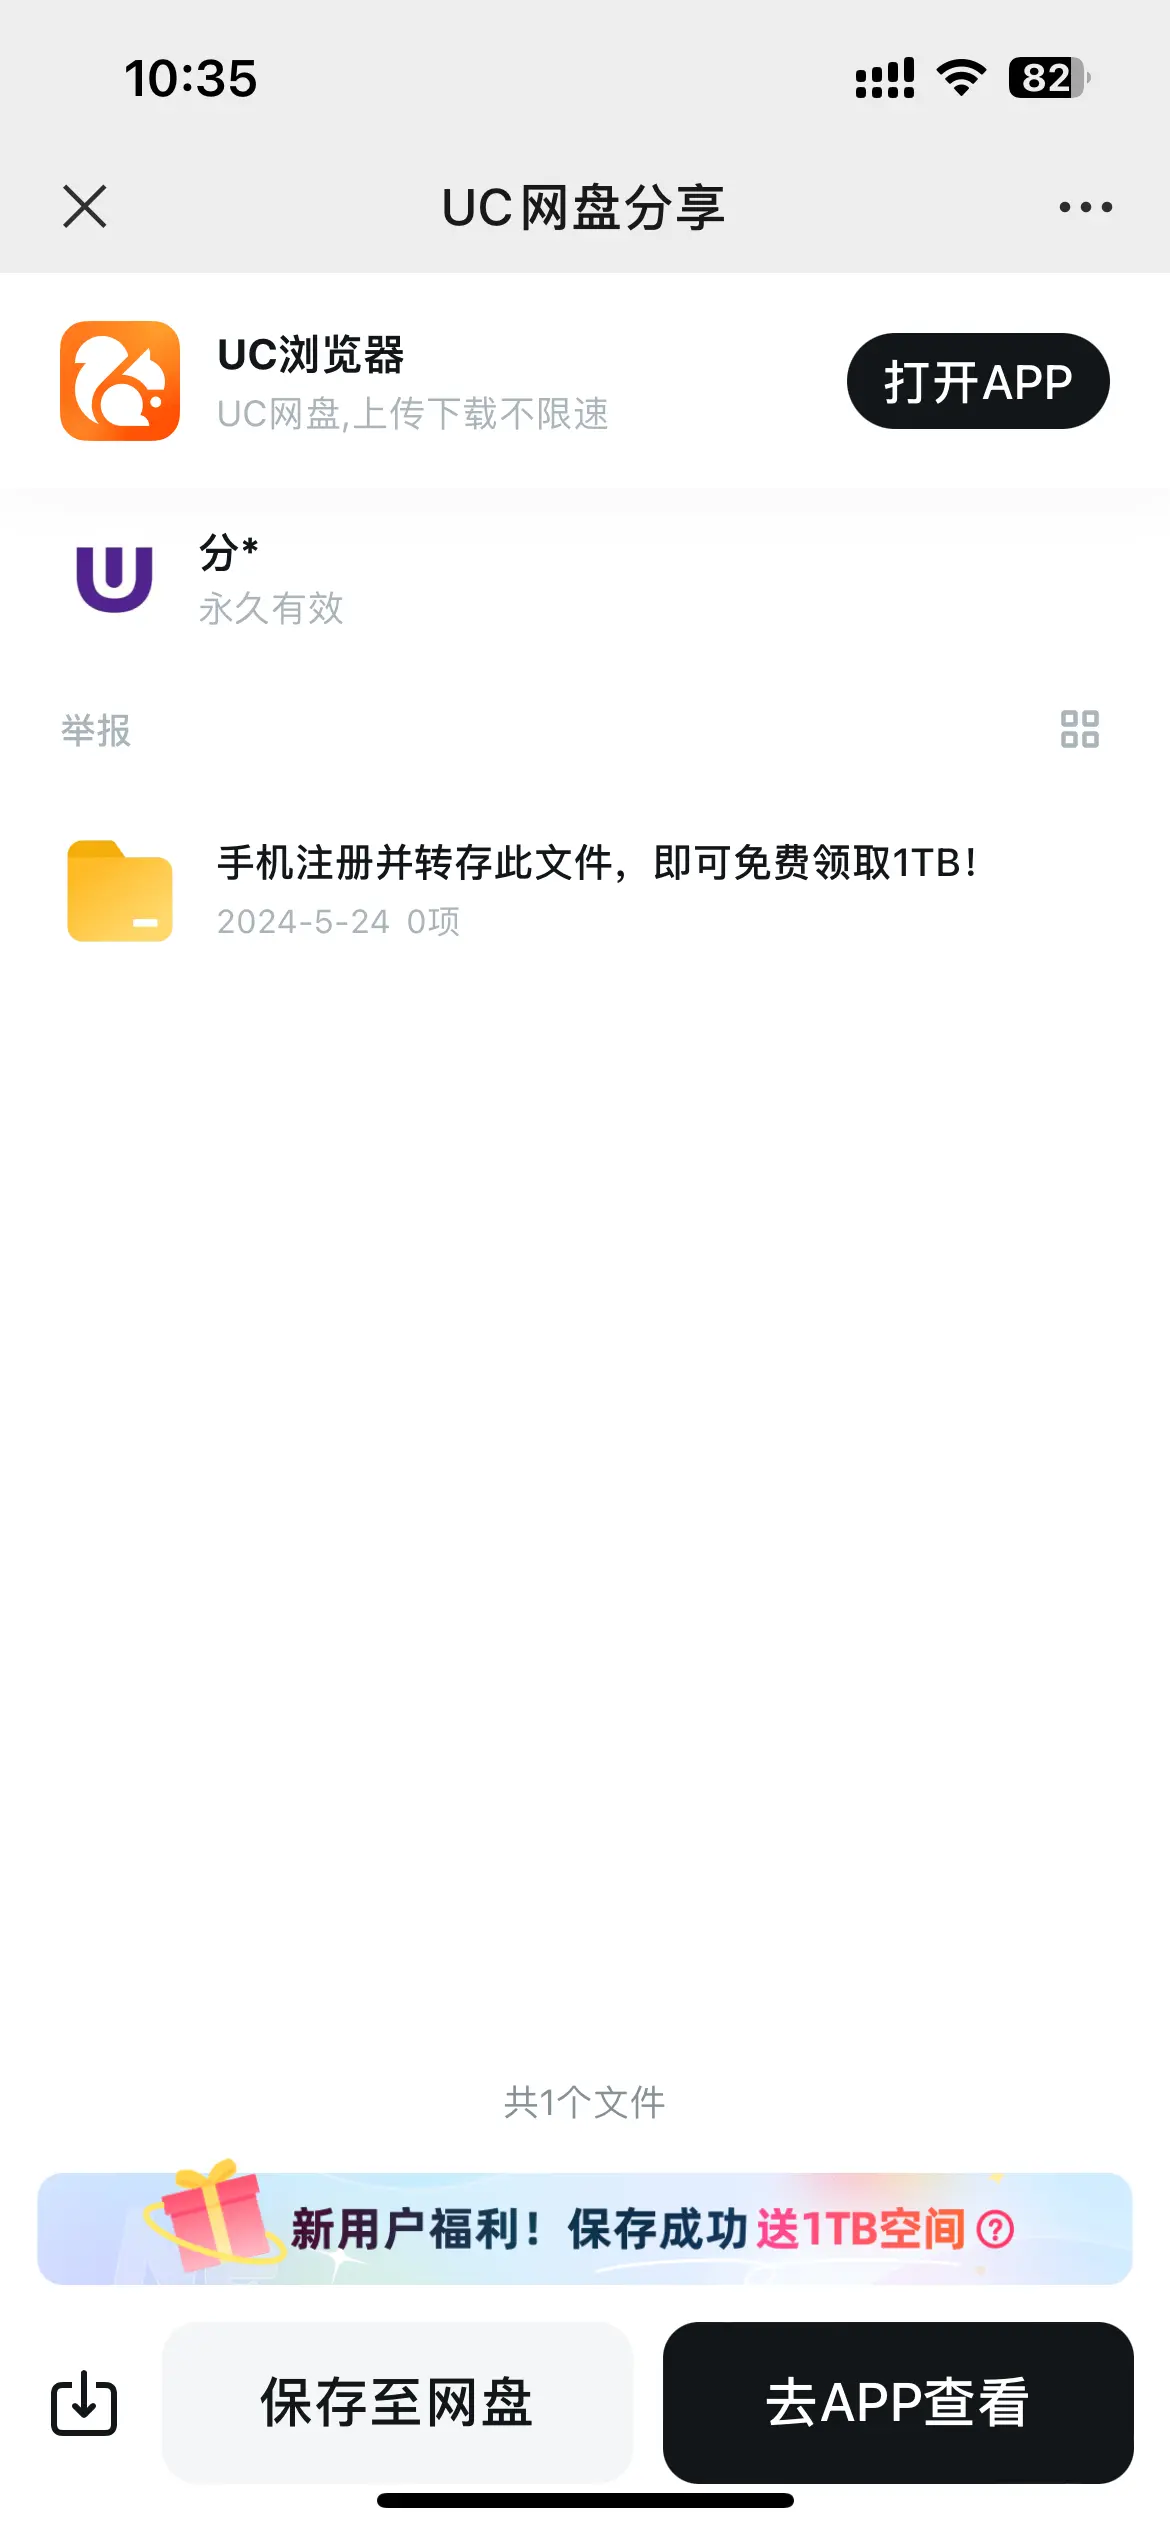 10:35
82
UC网盘分享
UC浏览器
UC网盘,上传下载不限速
打开APP
分*
永久有效
举报
手机注册并转存此文件，即可免费领取1TB！
2024-5-24 0项
共1个文件
新用户福利！保存成功送1TB空间?
保存至网盘
去APP查看